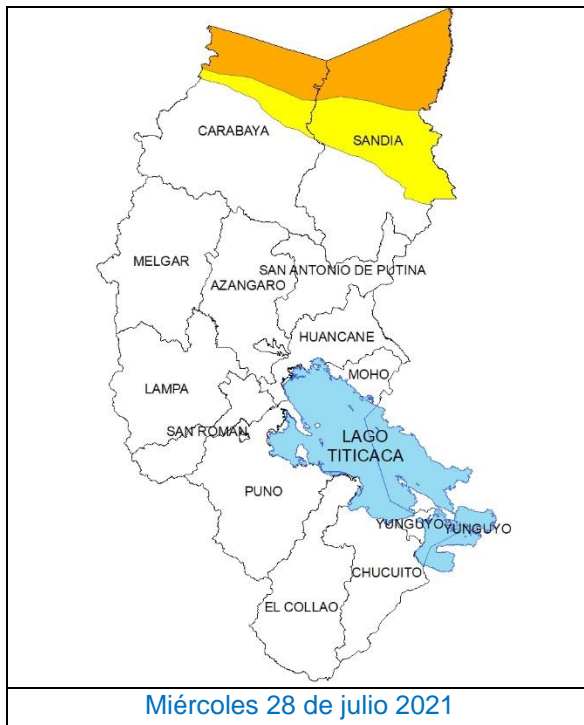 CARABAYA
SANDIA
MELGAR
AZANGARO
SAN ANTONIO DE PUTINA
HUANCANE
MOHO
LAMPA
SAN ROMAN
LAGO
TITICACA
PUNO
YUNGUYO
YUNGUYO
CHUCUITO
EL COLLAO
Miércoles 28 de julio 2021